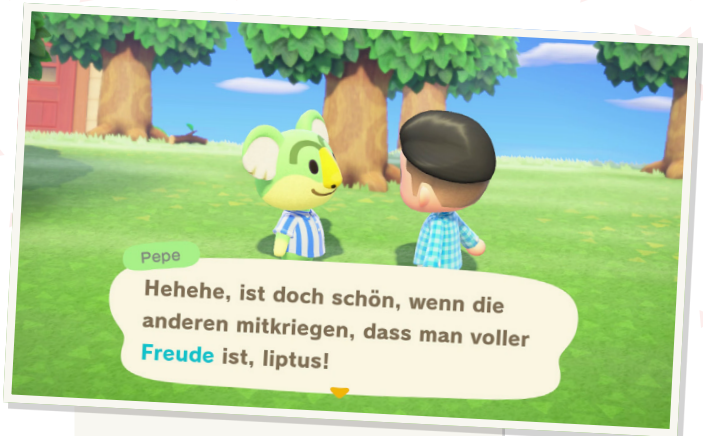 Pepe
Hehehe, ist doch schön, wenn die
anderen mitkriegen, dass man voller
Freude ist, liptus!